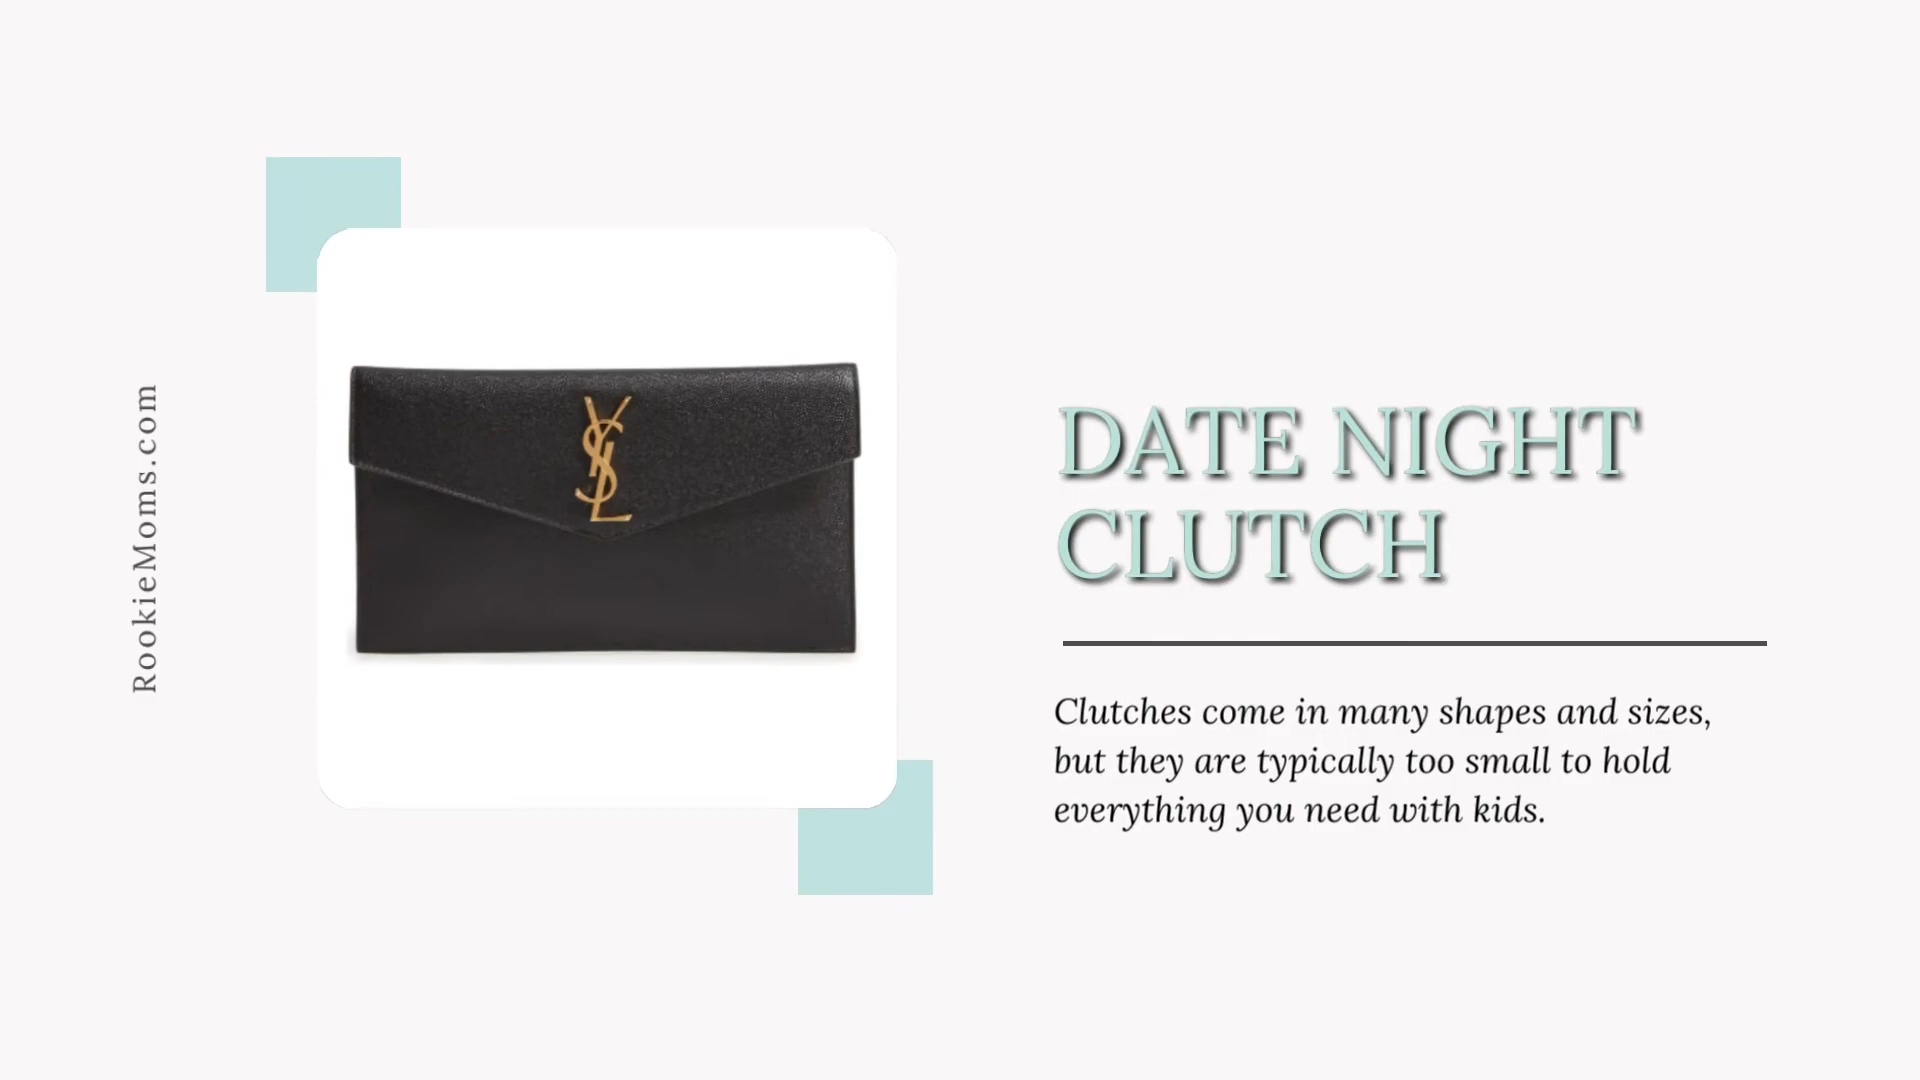 RookieMoms.com
YSL
DATE NIGHT
CLUTCH
Clutches come in many shapes and sizes,
but they are typically too small to hold
everything you need with kids.